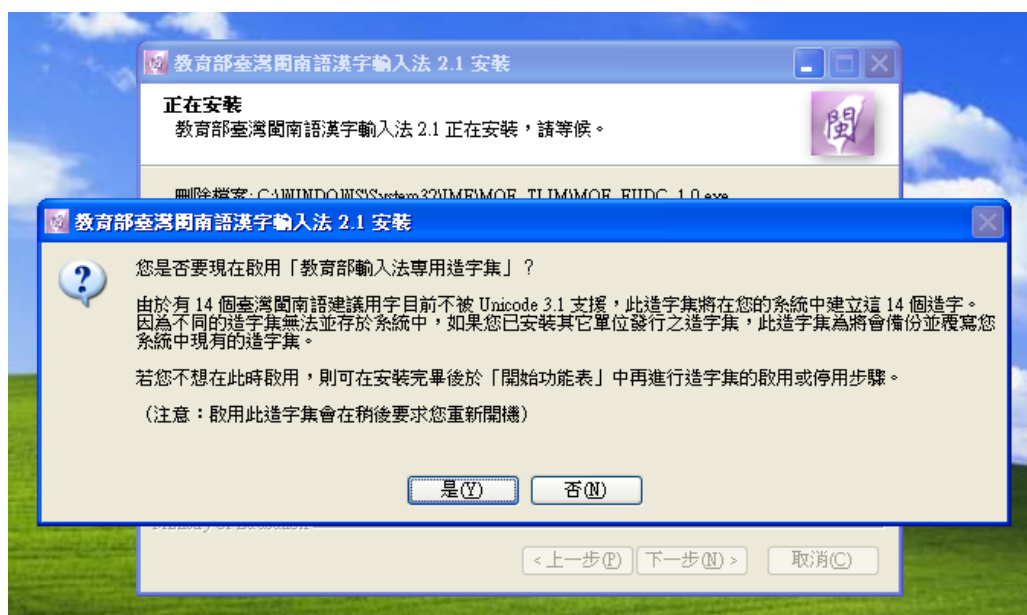 教育部臺灣閩南語漢字輸入法 2.1 安裝
正在安裝
教育部臺灣閩南語漢字輸入法 2.1 正在安裝，請等候。
閩
刪除檔案: C:\WINDOWS\System32\IME\MOE_TLIM\MOE_EUDC_1.0.exe
教育部臺灣閩南語漢字輸入法 2.1 安裝
您是否要現在啟用「教育部輸入法專用造字集」？
由於有 14 個臺灣閩南語建議用字目前不被 Unicode 3.1 支援，此造字集將在您的系統中建立這 14 個造字。
因為不同的造字集無法並存於系統中，如果您已安裝其它單位發行之造字集，此造字集為將會備份並覆寫您
系統中現有的造字集。
若您不想在此時啟用，則可在安裝完畢後於「開始功能表」中再進行造字集的啟用或停用步驟。
（注意：啟用此造字集會在稍後要求您重新開機）
是(Y)
否(N)
Ministry of Education
< 上一步(P)
下一步(N) >
取消(C)